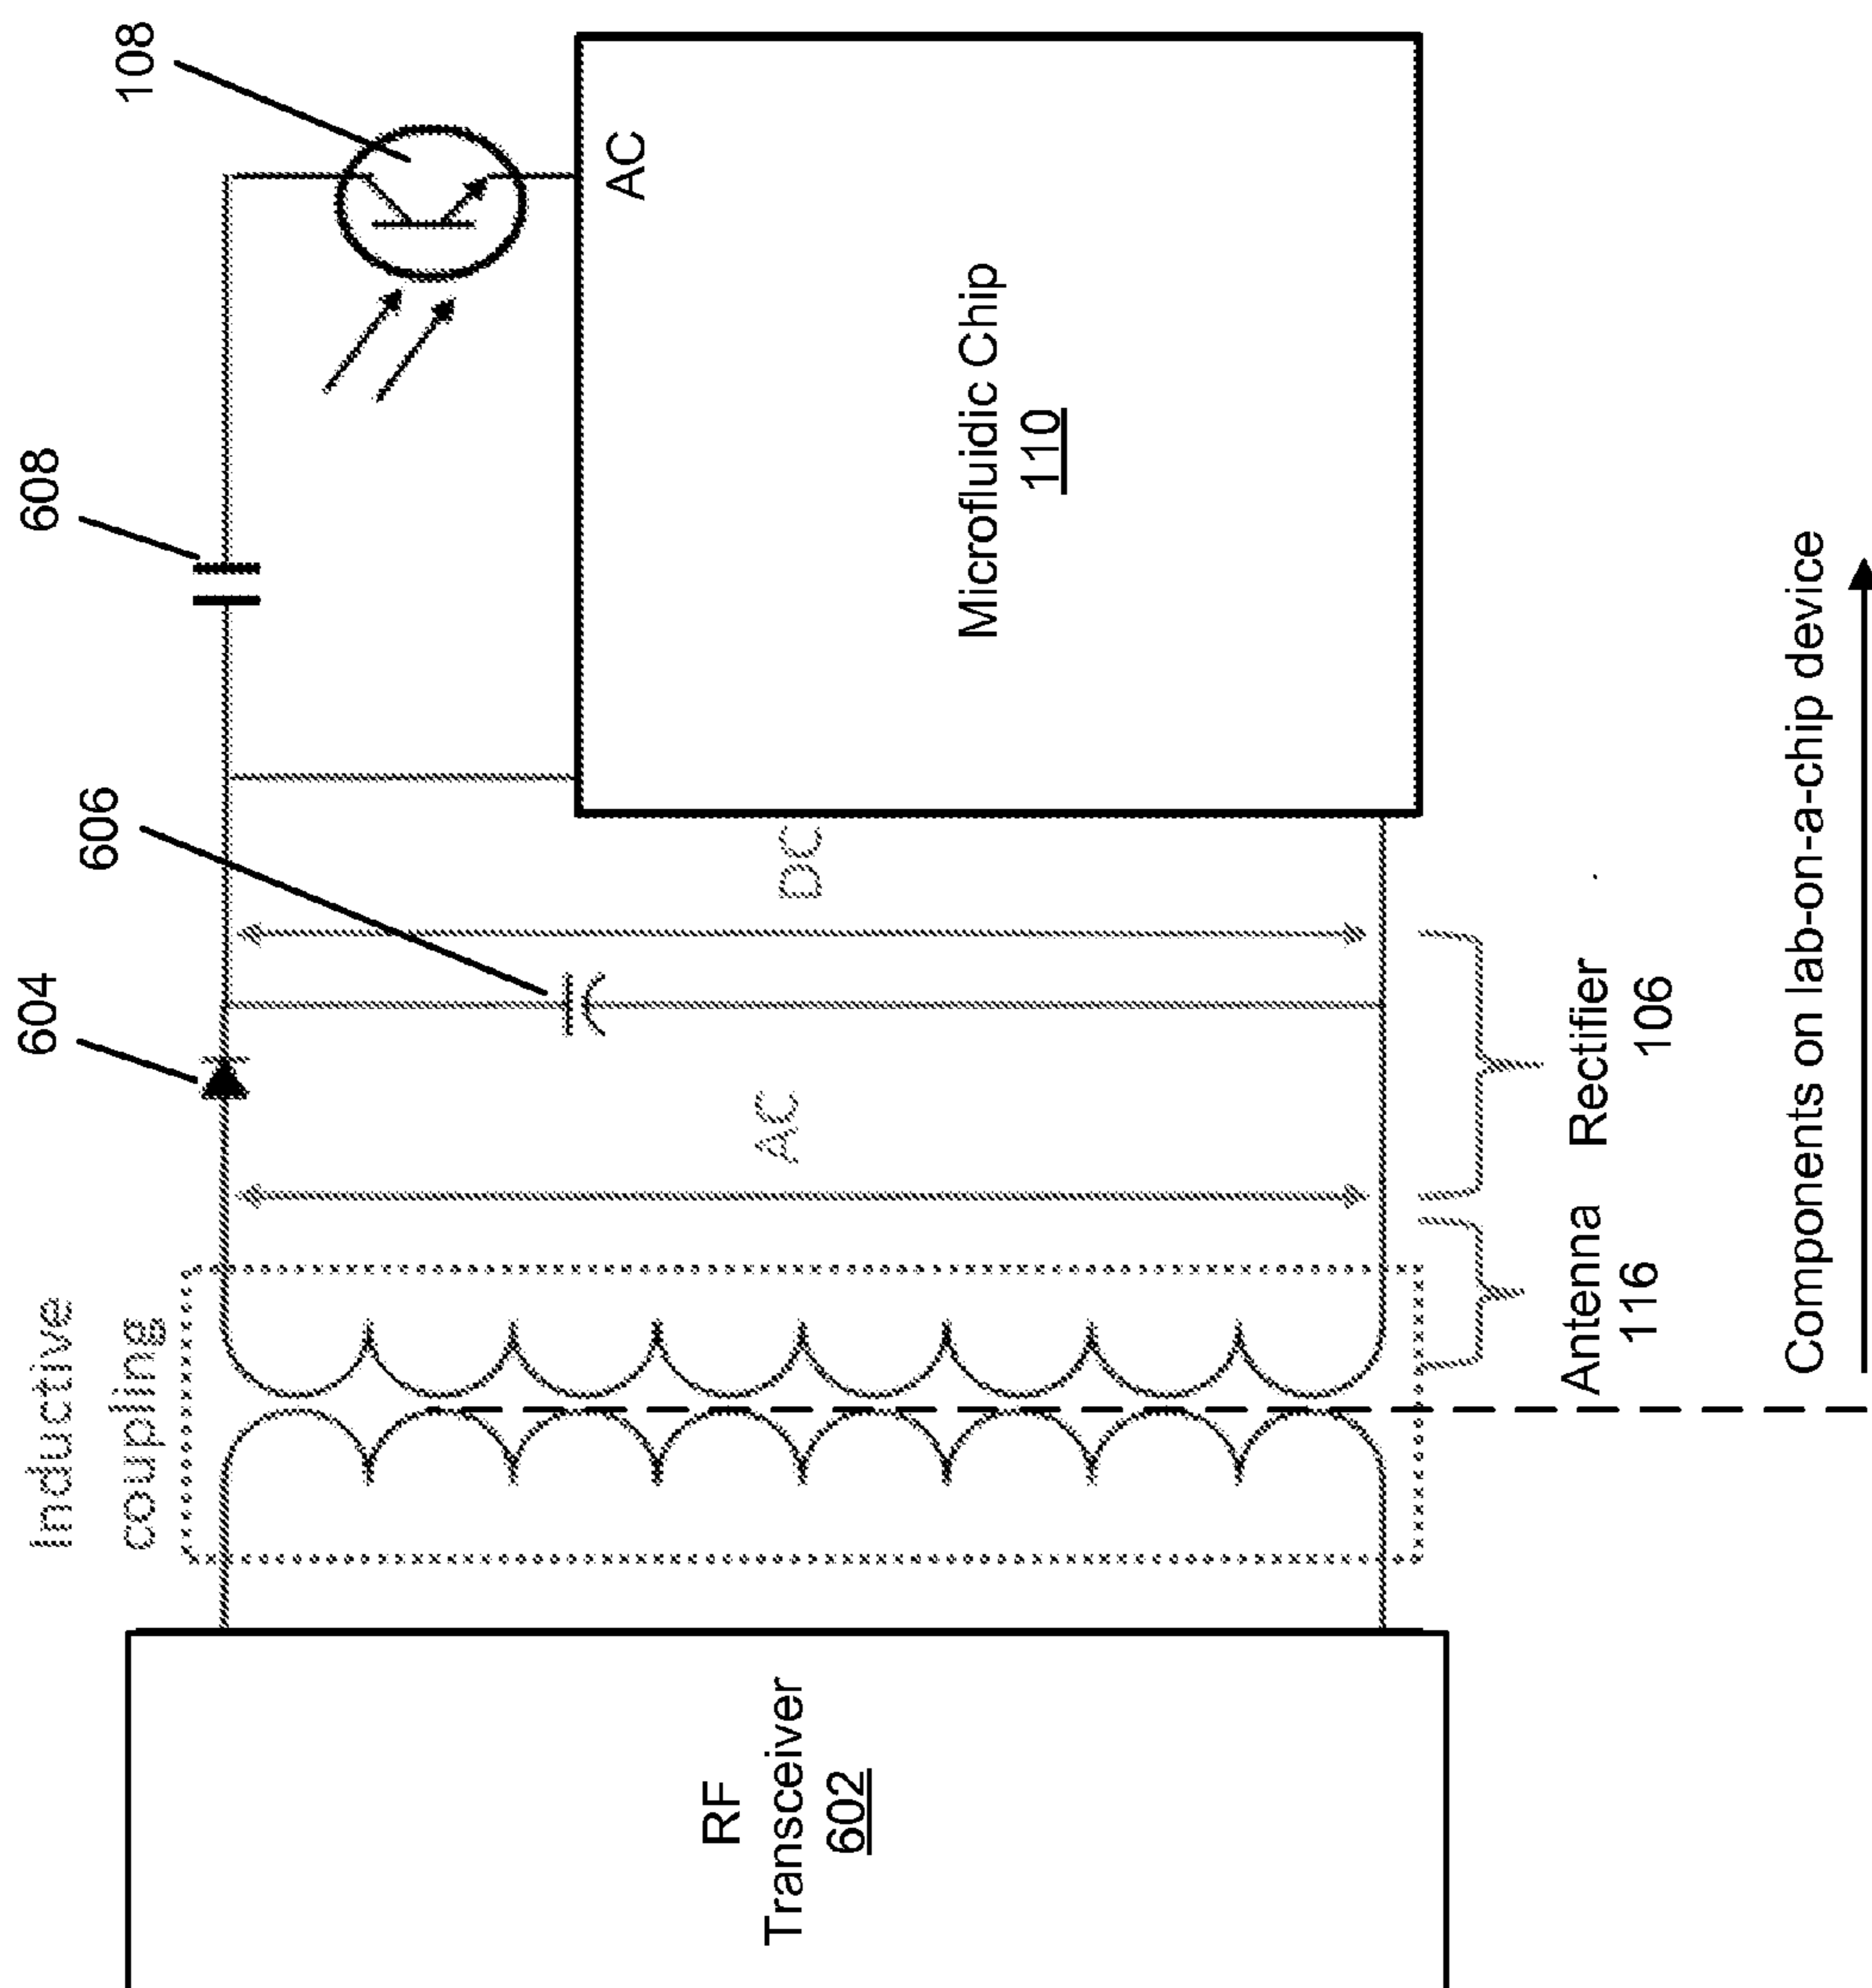 Inductive
coupling
604
606
608
108
RF
Transceiver
602
AC
DC
AC
Microfluidic Chip
110
Antenna
116
Rectifier
106
Components on lab-on-a-chip device